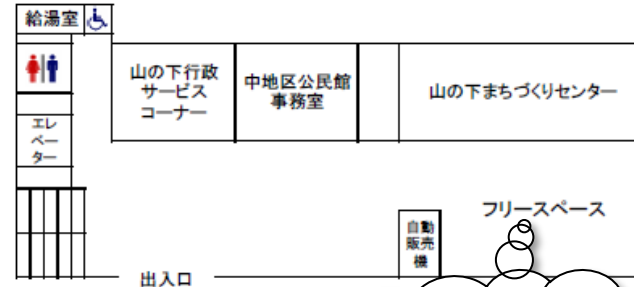 給湯室
山の下行政
サービス
コーナー
中地区公民館
事務室
山の下まちづくりセンター
エレ
ベー
ター
フリースペース
自動
販売
機
出入口